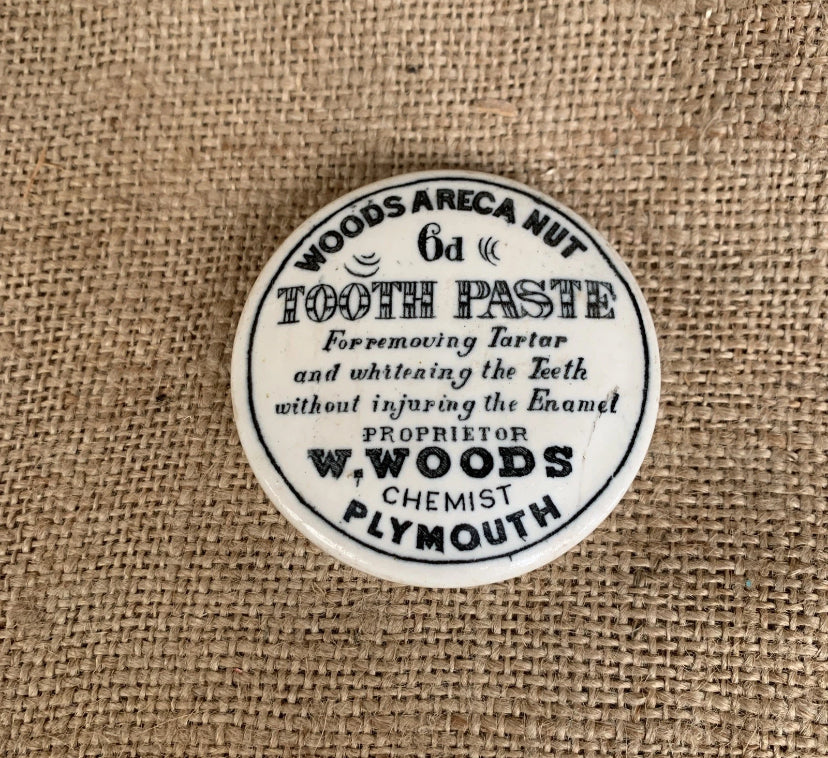 WOODS ARECA NUT
6d
TOOTH PASTE
For removing Tartar
and whitening the Teeth
without injuring the Enamel
PROPRIETOR
W. WOODS
CHEMIST
PLYMOUTH